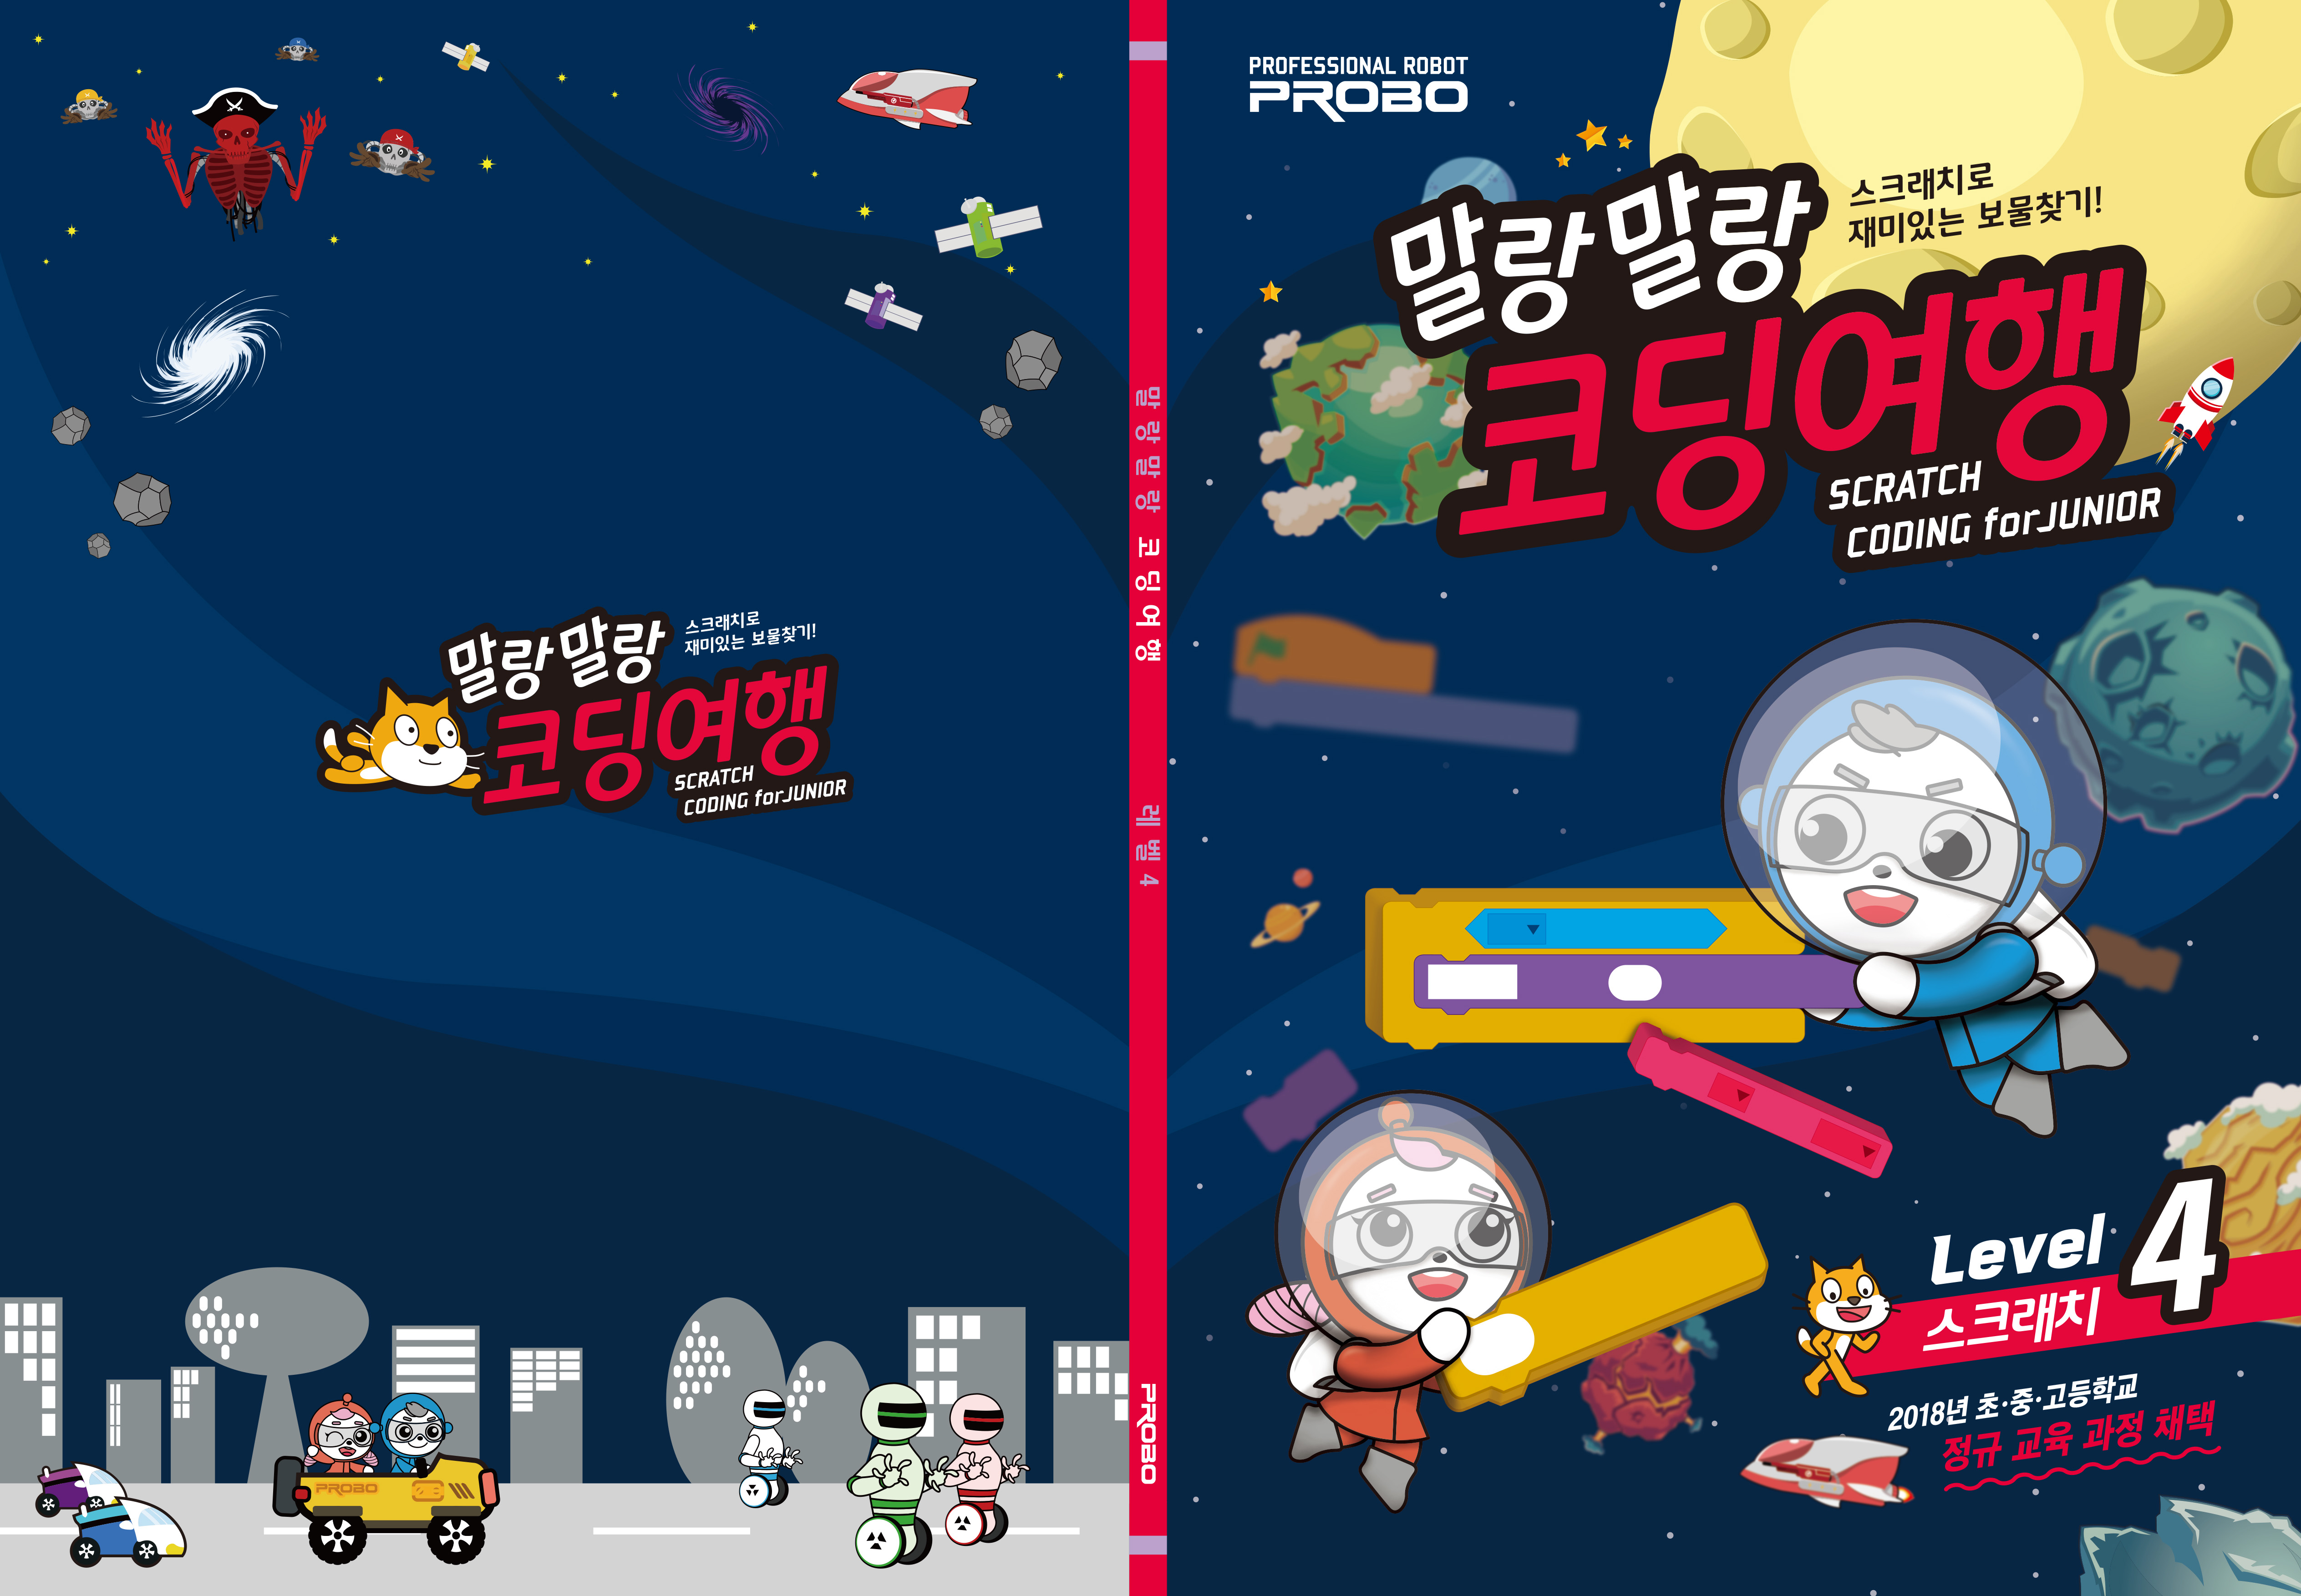 스크래치로
재미있는 보물찾기!
말랑말랑
코딩여행
SCRATCH
CODING forJUNIOR
PROBO
말랑말랑 코딩여행 레벨 4 PROBO
PROFESSIONAL ROBOT
PROBO
스크래치로
재미있는 보물찾기!
말랑말랑
코딩여행
SCRATCH
CODING forJUNIOR
Level 4
스크래치
2018년 초·중·고등학교
정규 교육 과정 채택